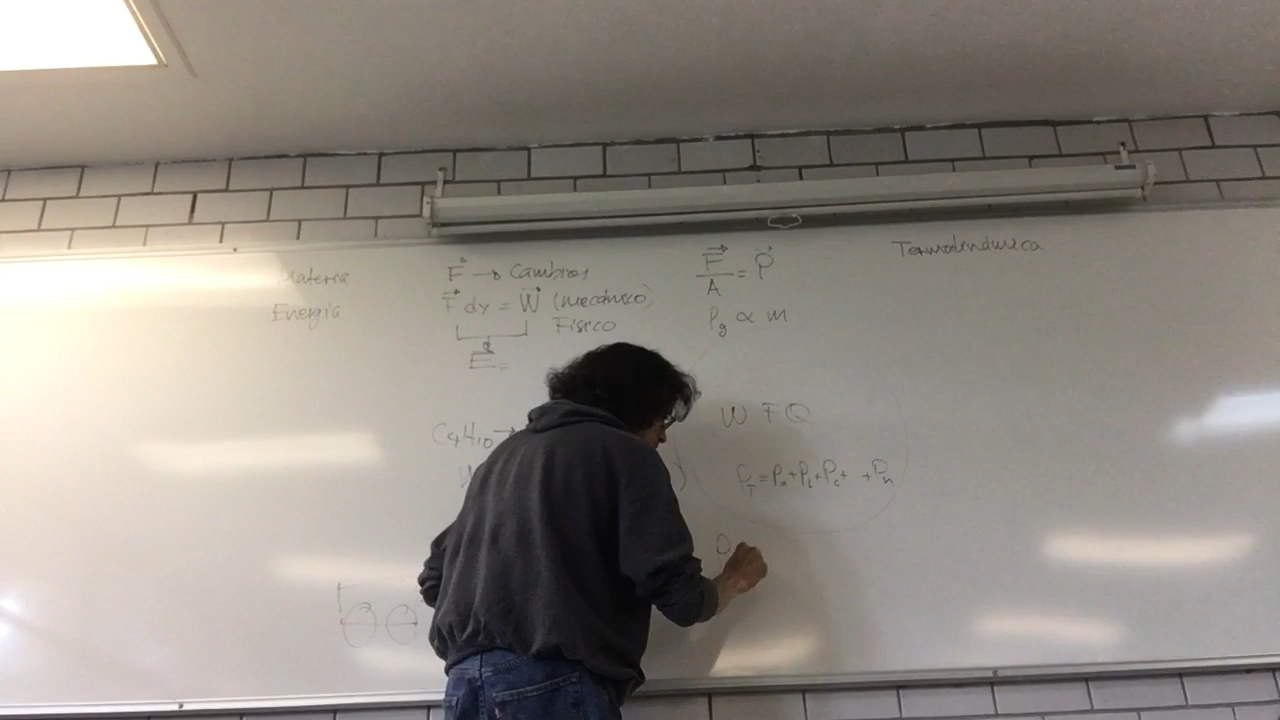 Materia
Energía
F → Cambios
F dy = W (mecánico)
Físico
E =
C4H10 →
F/A = P
Pg ∝ m
W F Q
PT = Pa + Pb + Pc + + Pn
P
Termodinámica